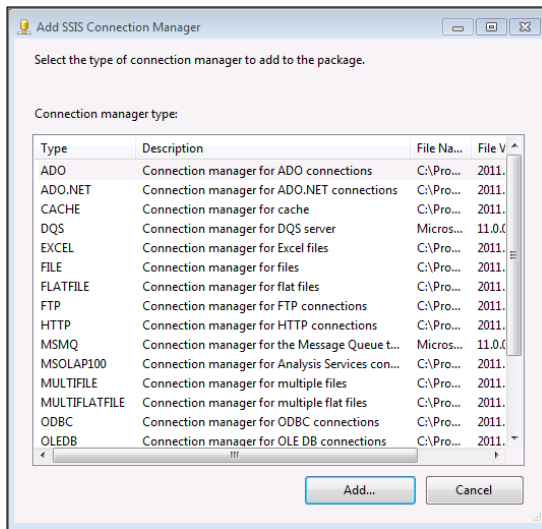 Add SSIS Connection Manager
Select the type of connection manager to add to the package.
Connection manager type:
Type Description File Na... File V
ADO Connection manager for ADO connections C:\Pro... 2011.
ADO.NET Connection manager for ADO.NET connections C:\Pro... 2011.
CACHE Connection manager for cache C:\Pro... 2011.
DQS Connection manager for DQS server Micros... 11.0.0
EXCEL Connection manager for Excel files C:\Pro... 2011.
FILE Connection manager for files C:\Pro... 2011.
FLATFILE Connection manager for flat files C:\Pro... 2011.
FTP Connection manager for FTP connections C:\Pro... 2011.
HTTP Connection manager for HTTP connections C:\Pro... 2011.
MSMQ Connection manager for the Message Queue t... Micros... 11.0.0
MSOLAP100 Connection manager for Analysis Services con... C:\Pro... 2011.
MULTIFILE Connection manager for multiple files C:\Pro... 2011.
MULTIFLATFILE Connection manager for multiple flat files C:\Pro... 2011.
ODBC Connection manager for ODBC connections C:\Pro... 2011.
OLEDB Connection manager for OLE DB connections C:\Pro... 2011.
Add... Cancel